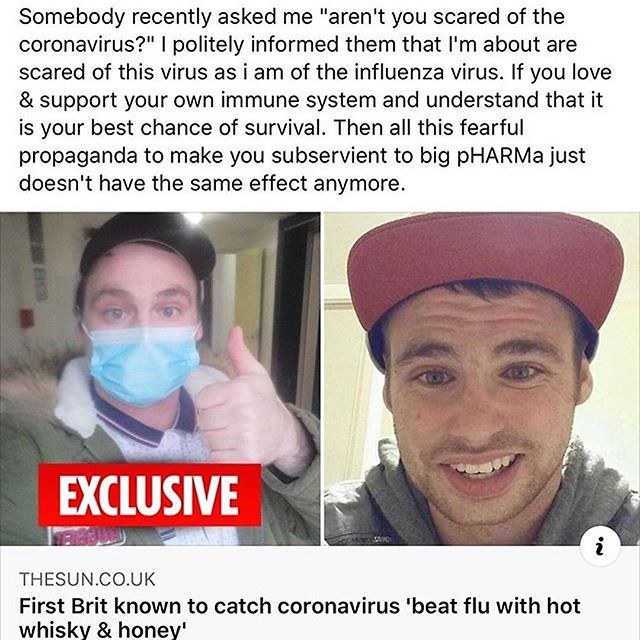 Somebody recently asked me "aren't you scared of the
coronavirus?" I politely informed them that I'm about are
scared of this virus as i am of the influenza virus. If you love
& support your own immune system and understand that it
is your best chance of survival. Then all this fearful
propaganda to make you subservient to big pHARMa just
doesn't have the same effect anymore.
EXCLUSIVE
i
THESUN.CO.UK
First Brit known to catch coronavirus 'beat flu with hot
whisky & honey'